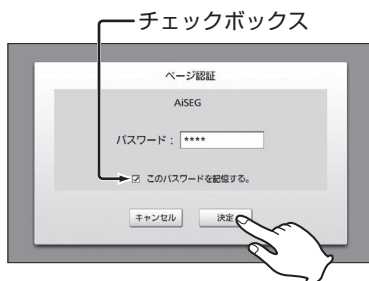 チェックボックス
ページ認証
AiSEG
パスワード： ****
☑ このパスワードを記憶する。
キャンセル 決定